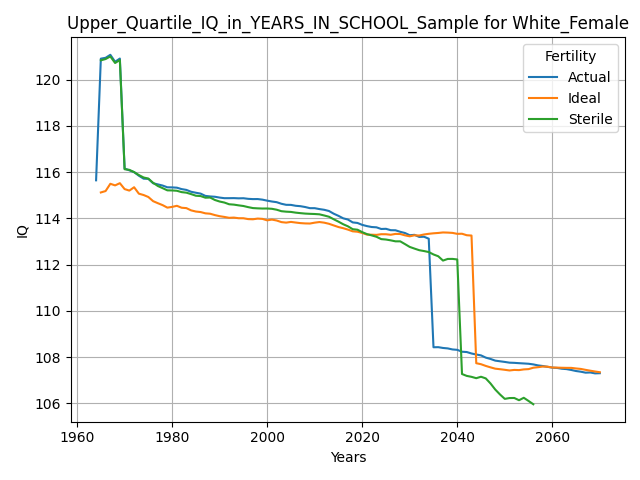 Upper_Quartile_IQ_in_YEARS_IN_SCHOOL_Sample for White_Female
Fertility
Actual
Ideal
Sterile
120
118
116
114
112
110
108
106
IQ
1960
1980
2000
2020
2040
2060
Years